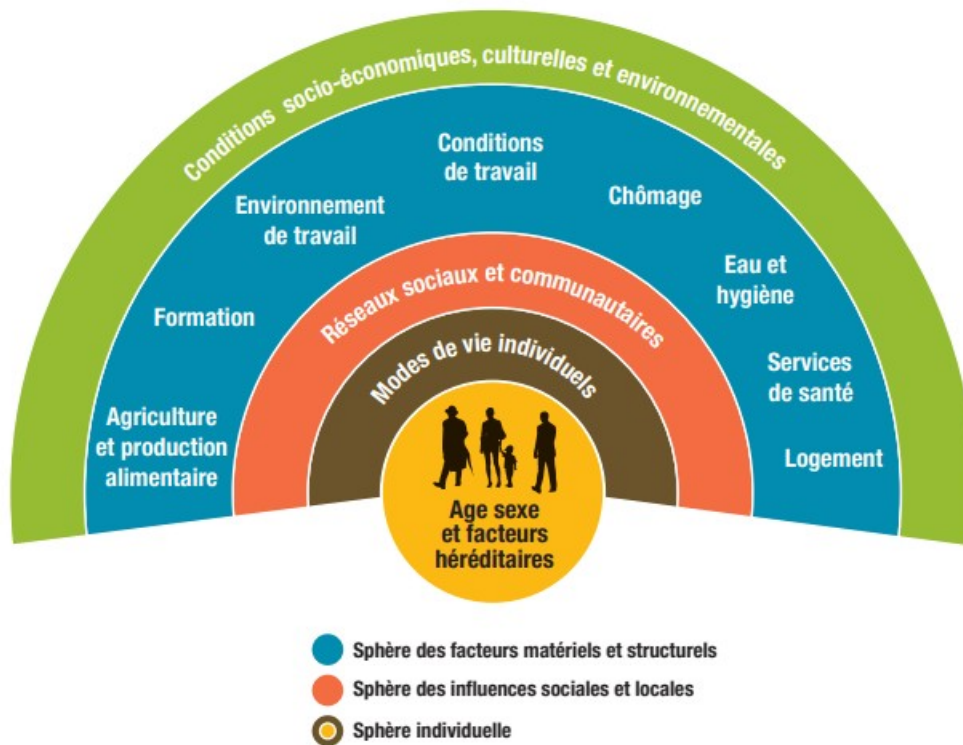 Conditions socio-économiques, culturelles et environnementales
Conditions
de travail
Environnement
de travail
Chômage
Formation
Eau et
hygiène
Agriculture
et production
alimentaire
Services
de santé
Logement
Réseaux sociaux et communautaires
Modes de vie individuels
Age sexe
et facteurs
héréditaires
Sphère des facteurs matériels et structurels
Sphère des influences sociales et locales
Sphère individuelle